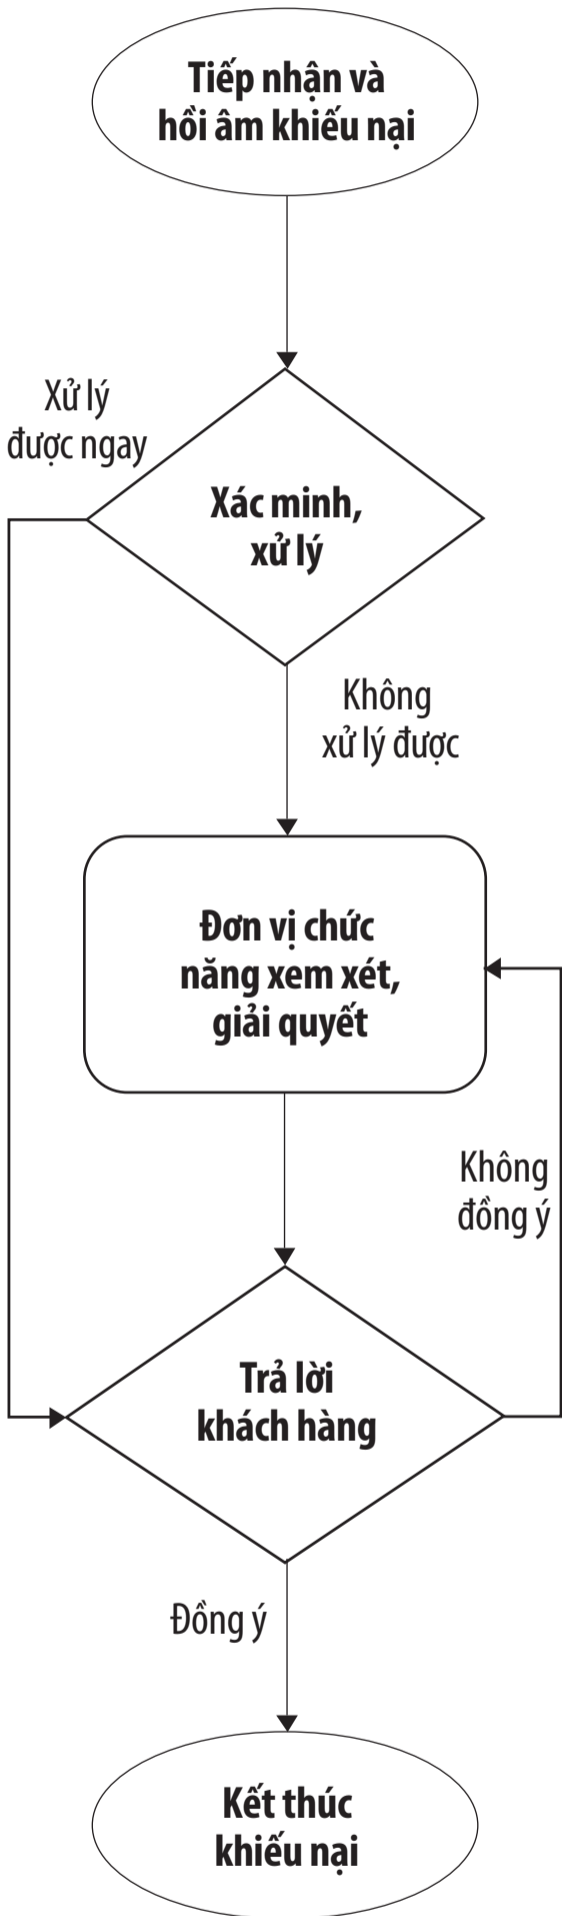 Tiếp nhận và
hồi âm khiếu nại
Xử lý
được ngay
Xác minh,
xử lý
Không
xử lý được
Đơn vị chức
năng xem xét,
giải quyết
Không
đồng ý
Trả lời
khách hàng
Đồng ý
Kết thúc
khiếu nại